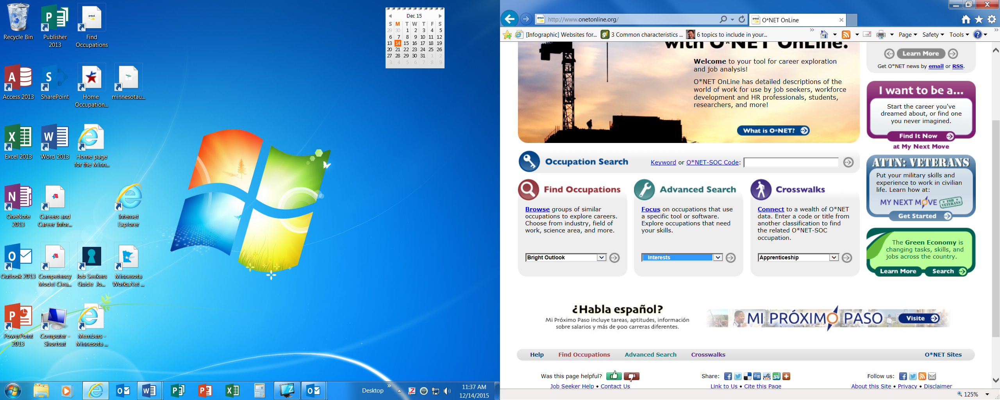 Recycle Bin
Publisher
2013
Find
Occupations
Access 2013
SharePoint
Home
Occupation...
minnesotau...
Excel 2013
Word 2013
Home page
for the Minn...
OneNote
2013
Careers and
Career Infor...
Internet
Explorer
Outlook 2013
Competency
Model Clea...
Job Seekers
Guide Jo...
Minnesota
Works.Net ...
PowerPoint
2013
Computer -
Shortcut
Members -
Minnesota ...
Dec 15
S M T W T F S
29 30 1 2 3 4 5
6 7 8 9 10 11 12
13 14 15 16 17 18 19
20 21 22 23 24 25 26
27 28 29 30 31 1 2
3 4 5 6 7 8 9
Desktop
11:37 AM
12/14/2015
http://www.onetonline.org/
O*NET OnLine
[Infographic] Websites for...
3 Common characteristics ...
6 topics to include in your...
Page
Safety
Tools
with O*NET OnLine.
Welcome to your tool for career exploration
and job analysis!
O*NET OnLine has detailed descriptions of the
world of work for use by job seekers, workforce
development and HR professionals, students,
researchers, and more!
What is O*NET?
Learn More
Get O*NET news by email or RSS.
I want to be a...
Start the career you've
dreamed about, or find one
you never imagined.
Find It Now
at My Next Move
Occupation Search
Keyword or O*NET-SOC Code:
ATTN: VETERANS
Put your military skills and
experience to work in civilian
life. Learn how at:
MY NEXT MOVE
FOR
VETERANS
Get Started
Find Occupations
Browse groups of similar
occupations to explore careers.
Choose from industry, field of
work, science area, and more.
Bright Outlook
Advanced Search
Focus on occupations that use
a specific tool or software.
Explore occupations that need
your skills.
Interests
Crosswalks
Connect to a wealth of O*NET
data. Enter a code or title from
another classification to find
the related O*NET-SOC
occupation.
Apprenticeship
The Green Economy is
changing tasks, skills, and
jobs across the country.
Learn More
Search
¿Habla español?
Mi Próximo Paso incluye tareas, aptitudes, información
sobre salarios y más de 900 carreras diferentes.
MI PRÓXIMO PASO
Visite
Help
Find Occupations
Advanced Search
Crosswalks
O*NET Sites
Was this page helpful?
Share:
Follow us:
Job Seeker Help • Contact Us
Link to Us • Cite this Page
About this Site • Privacy • Disclaimer
125%